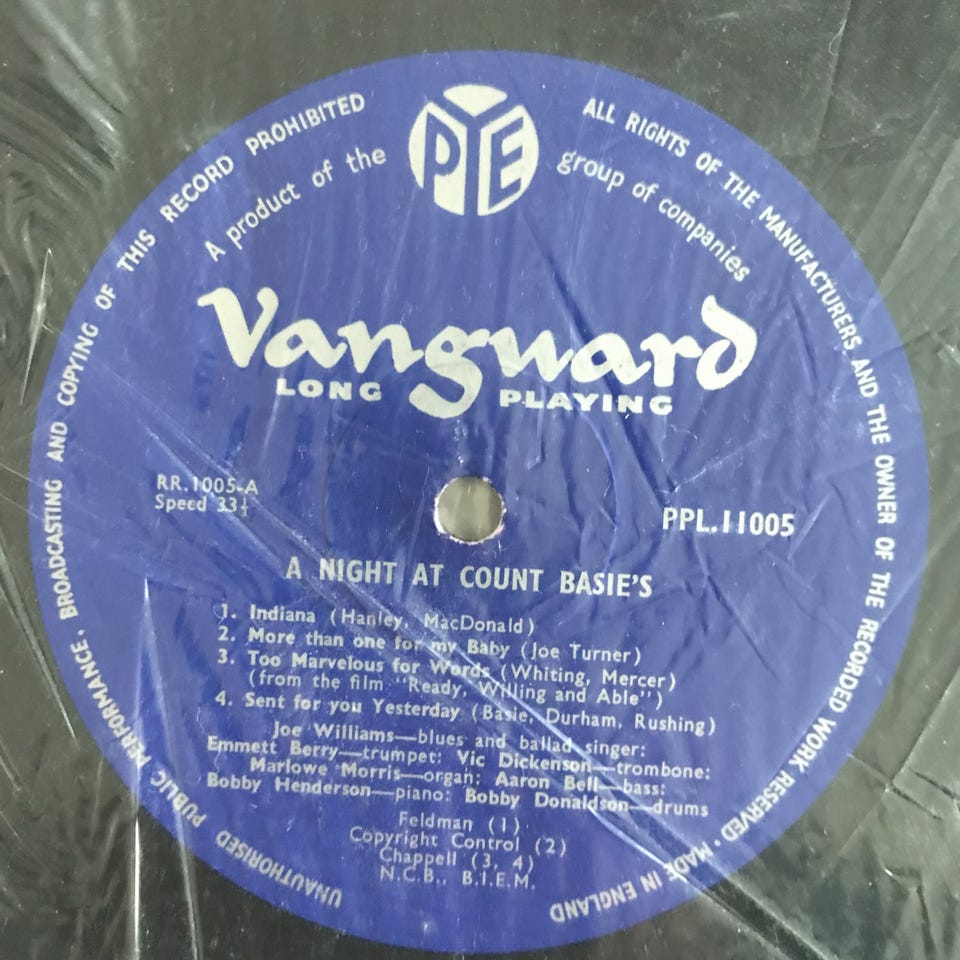 UNAUTHORISED PUBLIC PERFORMANCE, BROADCASTING AND COPYING OF THIS RECORD PROHIBITED
ALL RIGHTS OF THE MANUFACTURERS AND THE OWNER OF THE RECORDED WORK RESERVED · MADE IN ENGLAND
A product of the
PYE
group of companies
Vanguard
LONG PLAYING
RR.1005-A
Speed 33⅓
PPL.11005
A NIGHT AT COUNT BASIE'S
1. Indiana (Hanley, MacDonald)
2. More than one for my Baby (Joe Turner)
3. Too Marvelous for Words (Whiting, Mercer)
(from the film "Ready, Willing and Able")
4. Sent for you Yesterday (Basie, Durham, Rushing)
Joe Williams—blues and ballad singer:
Emmett Berry—trumpet: Vic Dickenson—trombone:
Marlowe Morris—organ: Aaron Bell—bass:
Bobby Henderson—piano: Bobby Donaldson—drums
Feldman (1)
Copyright Control (2)
Chappell (3, 4)
N.C.B., B.I.E.M.